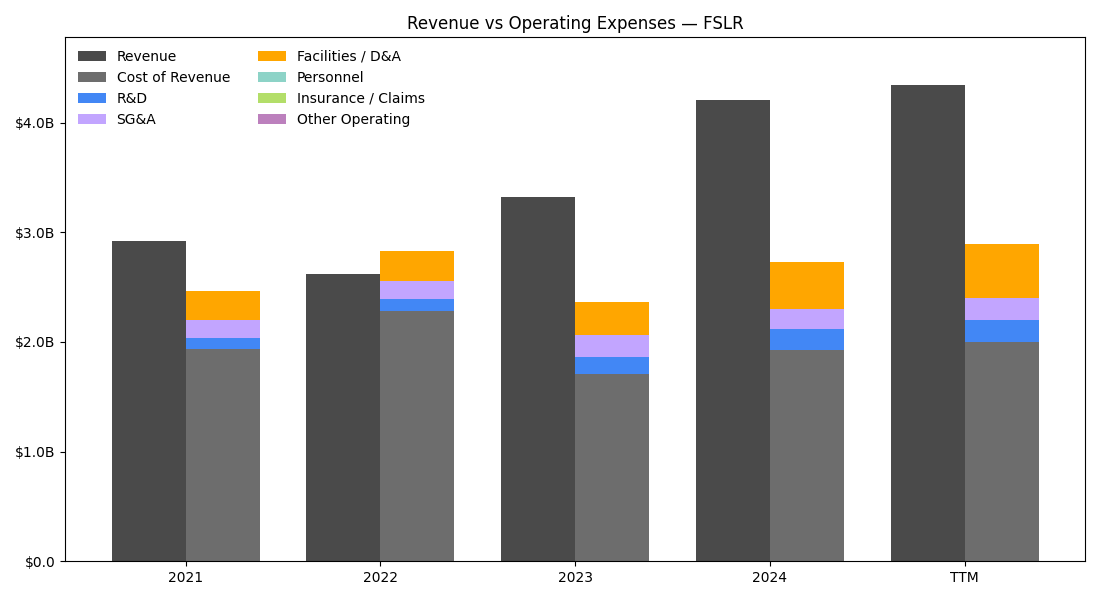 Revenue vs Operating Expenses — FSLR
Revenue
Cost of Revenue
R&D
SG&A
Facilities / D&A
Personnel
Insurance / Claims
Other Operating
$4.0B
$3.0B
$2.0B
$1.0B
$0.0
2021 2022 2023 2024 TTM